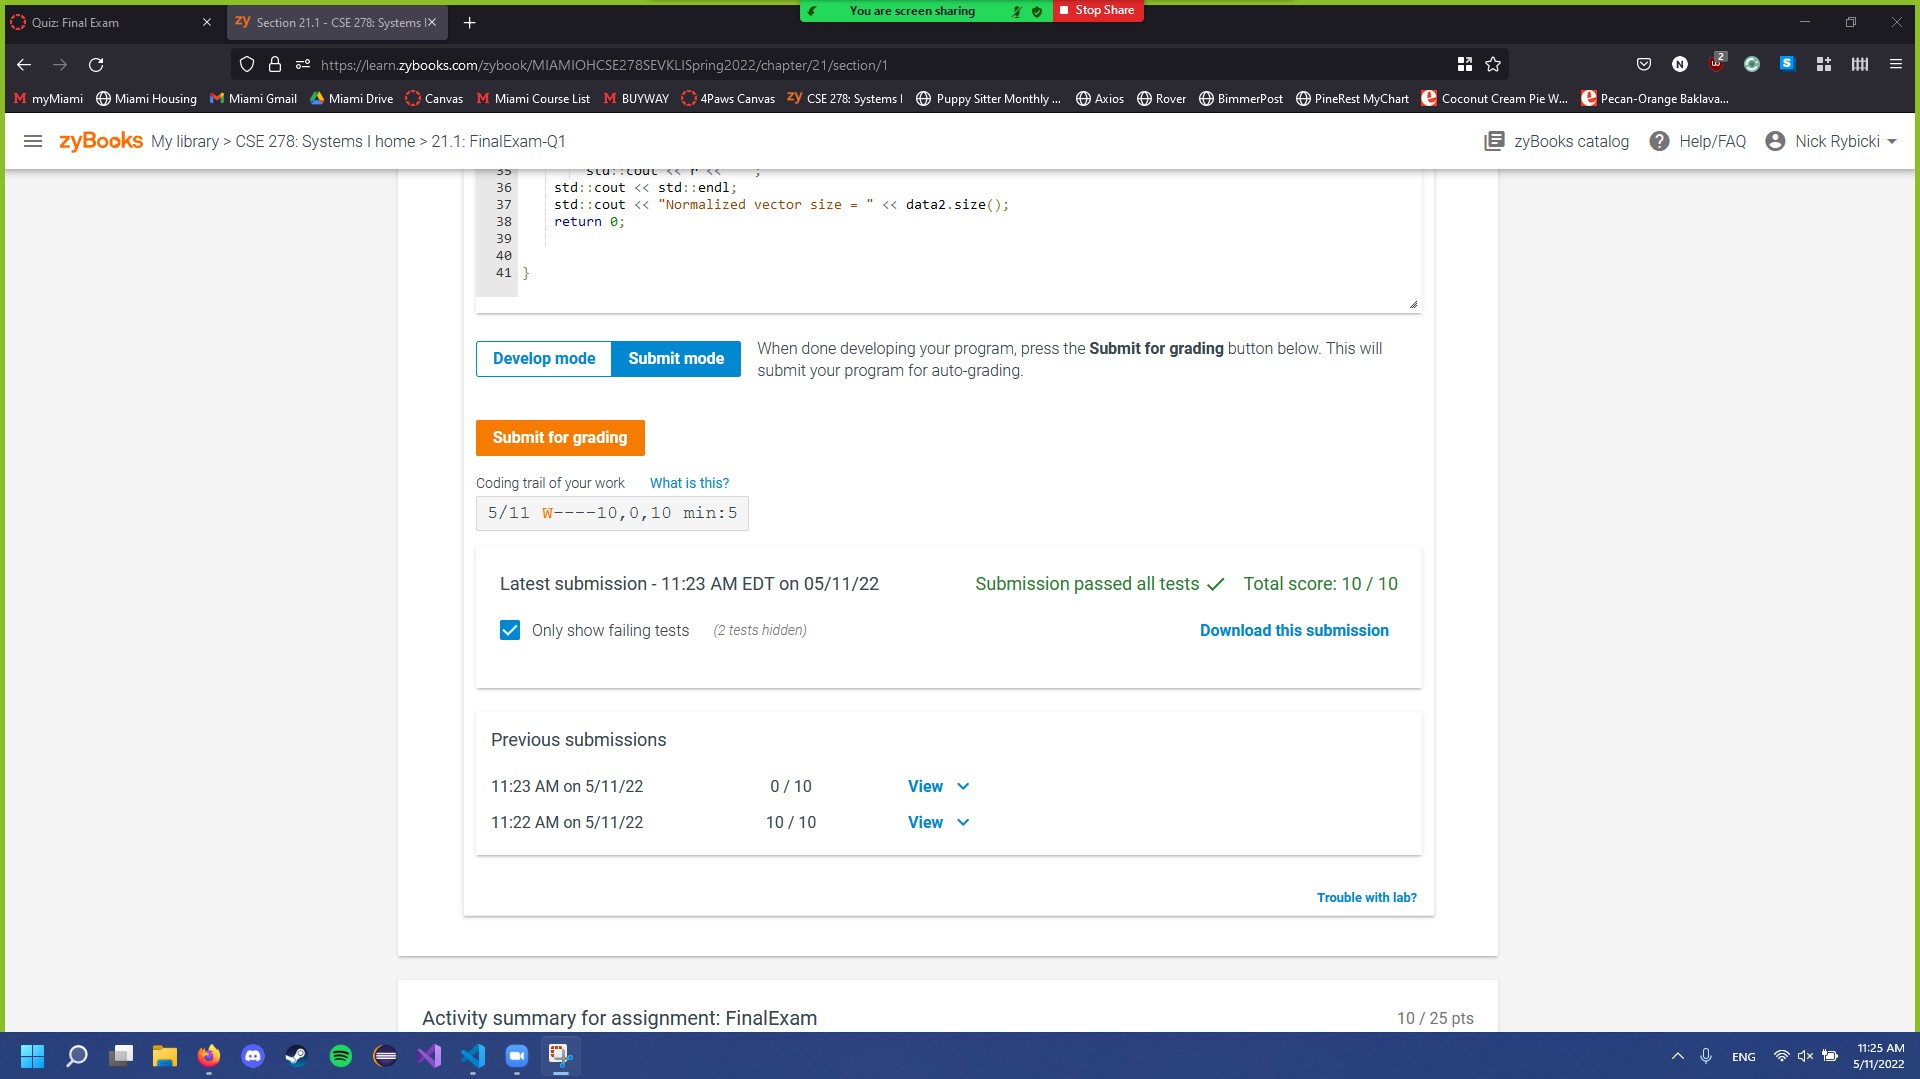 You are screen sharing
Stop Share
Quiz: Final Exam
zy Section 21.1 - CSE 278: Systems I
https://learn.zybooks.com/zybook/MIAMIOHCSE278SEVKLISpring2022/chapter/21/section/1
2
myMiami Miami Housing Miami Gmail Miami Drive Canvas M Miami Course List M BUYWAY 4Paws Canvas zy CSE 278: Systems I Puppy Sitter Monthly ... Axios Rover BimmerPost PineRest MyChart Coconut Cream Pie W... Pecan-Orange Baklava...
zyBooks My library > CSE 278: Systems I home > 21.1: FinalExam-Q1
zyBooks catalog Help/FAQ Nick Rybicki
35 std::cout << r << ;
36 std::cout << std::endl;
37 std::cout << "Normalized vector size = " << data2.size();
38 return 0;
39
40
41 }
Develop mode Submit mode
When done developing your program, press the Submit for grading button below. This will
submit your program for auto-grading.
Submit for grading
Coding trail of your work What is this?
5/11 W----10,0,10 min:5
Latest submission - 11:23 AM EDT on 05/11/22 Submission passed all tests ✓ Total score: 10 / 10
Only show failing tests (2 tests hidden) Download this submission
Previous submissions
11:23 AM on 5/11/22 0 / 10 View
11:22 AM on 5/11/22 10 / 10 View
Trouble with lab?
Activity summary for assignment: FinalExam 10 / 25 pts
ENG
11:25 AM
5/11/2022